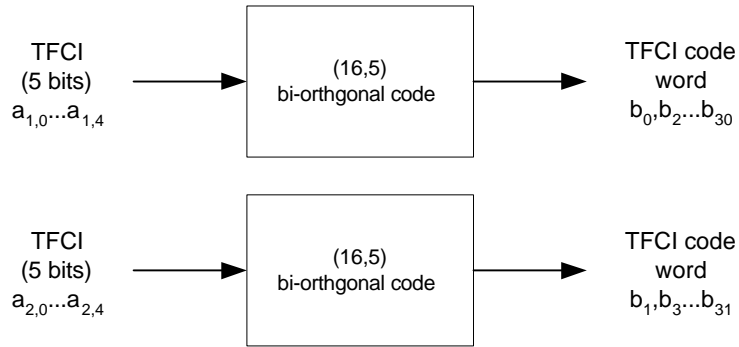 TFCI
(5 bits)
a1,0...a1,4
(16,5)
bi-orthgonal code
TFCI code
word
b0,b2...b30
TFCI
(5 bits)
a2,0...a2,4
(16,5)
bi-orthgonal code
TFCI code
word
b1,b3...b31